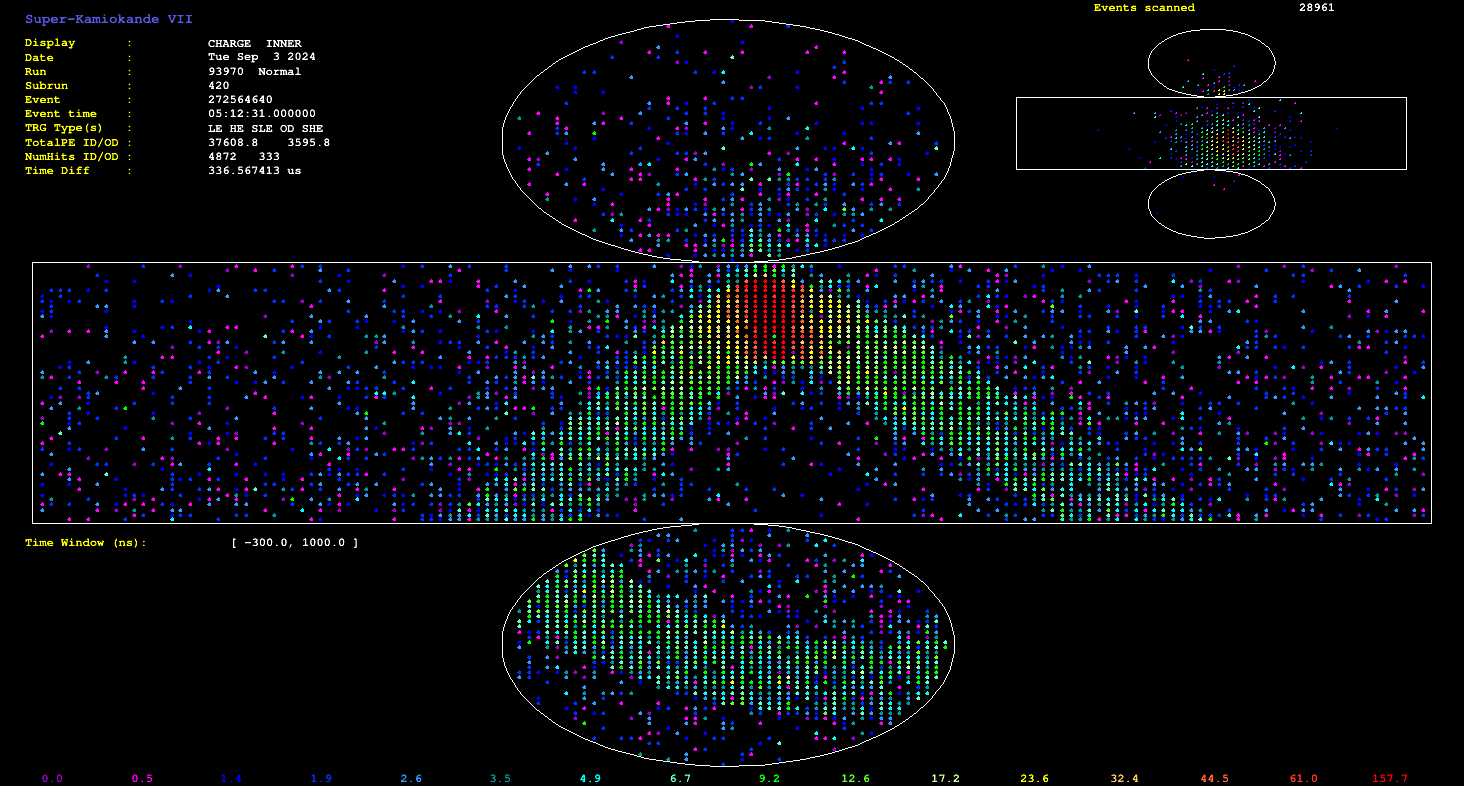 Super-Kamiokande VII
Events scanned 28961
Display : CHARGE INNER
Date : Tue Sep 3 2024
Run : 93970 Normal
Subrun : 420
Event : 272564640
Event time : 05:12:31.000000
TRG Type(s) : LE HE SLE OD SHE
TotalPE ID/OD : 37608.8 3595.8
NumHits ID/OD : 4872 333
Time Diff : 336.567413 us
Time Window (ns): [ -300.0, 1000.0 ]
0.0 0.5 1.4 1.9 2.6 3.5 4.9 6.7 9.2 12.6 17.2 23.6 32.4 44.5 61.0 157.7